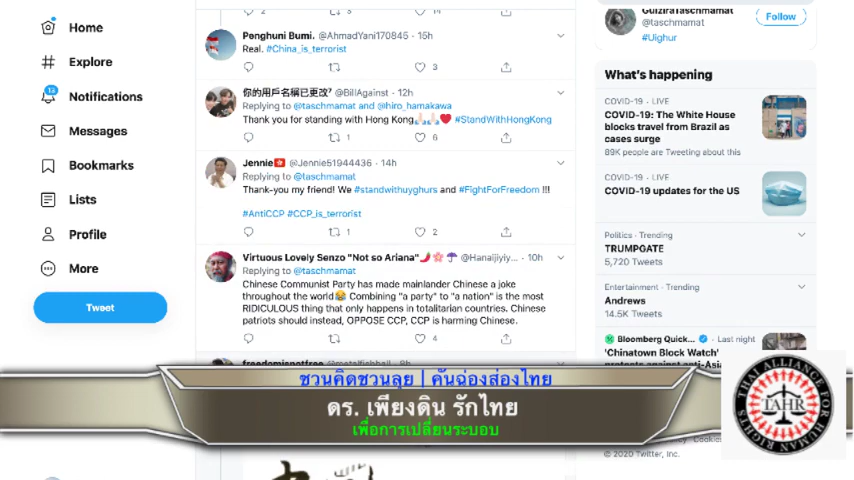 Home
Explore
13
Notifications
Messages
Bookmarks
Lists
Profile
More
Tweet
2
14
Penghuni Bumi. @AhmadYani170846 - 15h
Real. #China_is_terrorist
3
你的用戶名稱已更改⁷ @BillAgainst - 12h
Replying to @taschmamat and @hiro_hamakawa
Thank you for standing with Hong Kong🙏🏻🙏🏻❤️ #StandWithHongKong
1
6
Jennie🇭🇰 @Jennie51944436 - 14h
Replying to @taschmamat
Thank-you my friend! We #standwithuyghurs and #FightForFreedom !!!
#AntiCCP #CCP_is_terrorist
1
2
Virtuous Lovely Senzo "Not so Ariana"🌶️🌸☂️ @Hanaijiyiy... - 10h
Replying to @taschmamat
Chinese Communist Party has made mainlander Chinese a joke
throughout the world😂 Combining "a party" to "a nation" is the most
RIDICULOUS thing that only happens in totalitarian countries. Chinese
patriots should instead, OPPOSE CCP, CCP is harming Chinese.
4
@taschmamat
Follow
#Uighur
What's happening
COVID-19 · LIVE
COVID-19: The White House
blocks travel from Brazil as
cases surge
89K people are Tweeting about this
COVID-19 · LIVE
COVID-19 updates for the US
Politics · Trending
TRUMPGATE
5,720 Tweets
Entertainment · Trending
Andrews
14.5K Tweets
Bloomberg Quick... · Last night
'Chinatown Block Watch'
© 2020 Twitter, Inc.
ชวนคิดชวนลุย | คันฉ่องส่องไทย
ดร. เพียงดิน รักไทย
เพื่อการเปลี่ยนระบอบ
THAI ALLIANCE FOR HUMAN RIGHTS
TAHR